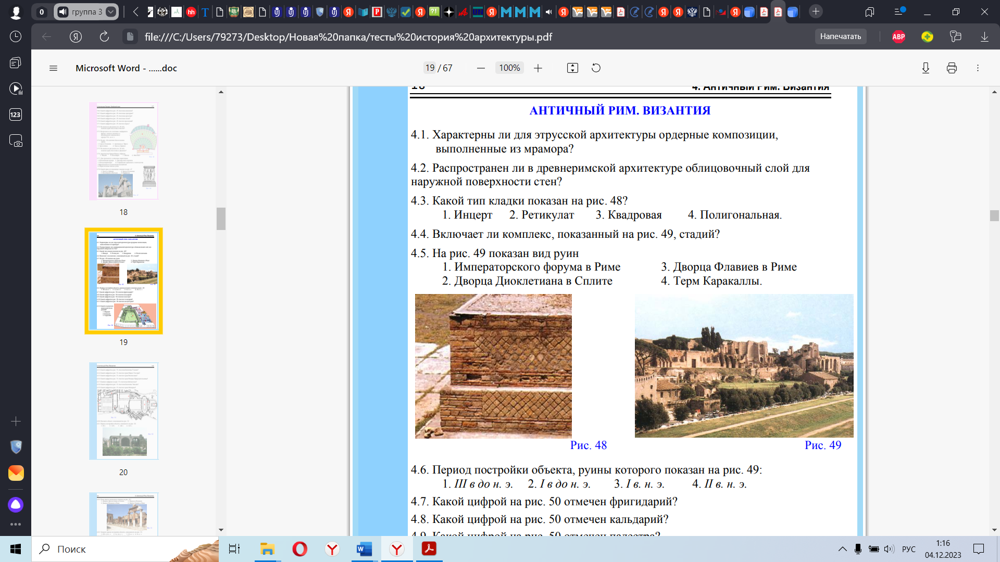 0
группа 3
file:///C:/Users/79273/Desktop/Новая%20папка/тесты%20история%20архитектуры.pdf
Напечатать
ABP
Microsoft Word - ......doc
19 / 67
100%
123
18
4. Античный Рим. Византия
АНТИЧНЫЙ РИМ. ВИЗАНТИЯ
4.1. Характерны ли для этрусской архитектуры ордерные композиции,
выполненные из мрамора?
4.2. Распространен ли в древнеримской архитектуре облицовочный слой для
наружной поверхности стен?
4.3. Какой тип кладки показан на рис. 48?
1. Инцерт 2. Ретикулат 3. Квадровая 4. Полигональная.
4.4. Включает ли комплекс, показанный на рис. 49, стадий?
4.5. На рис. 49 показан вид руин
1. Императорского форума в Риме 3. Дворца Флавиев в Риме
2. Дворца Диоклетиана в Сплите 4. Терм Каракаллы.
Рис. 48 Рис. 49
4.6. Период постройки объекта, руины которого показан на рис. 49:
1. III в до н. э. 2. I в до н. э. 3. I в. н. э. 4. II в. н. э.
4.7. Какой цифрой на рис. 50 отмечен фригидарий?
4.8. Какой цифрой на рис. 50 отмечен кальдарий?
4.9. Какой цифрой на рис. 50 отмечен палестра?
18
19
20
Поиск
РУС
1:16
04.12.2023